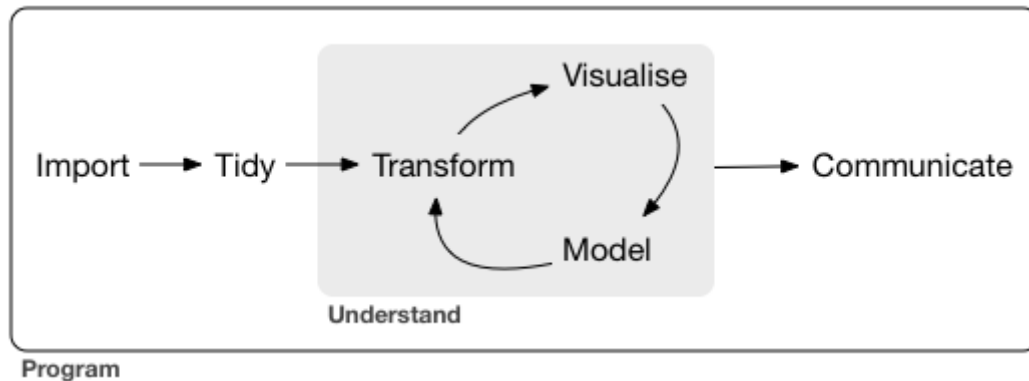 Visualise
Import
Tidy
Transform
Communicate
Model
Understand
Program